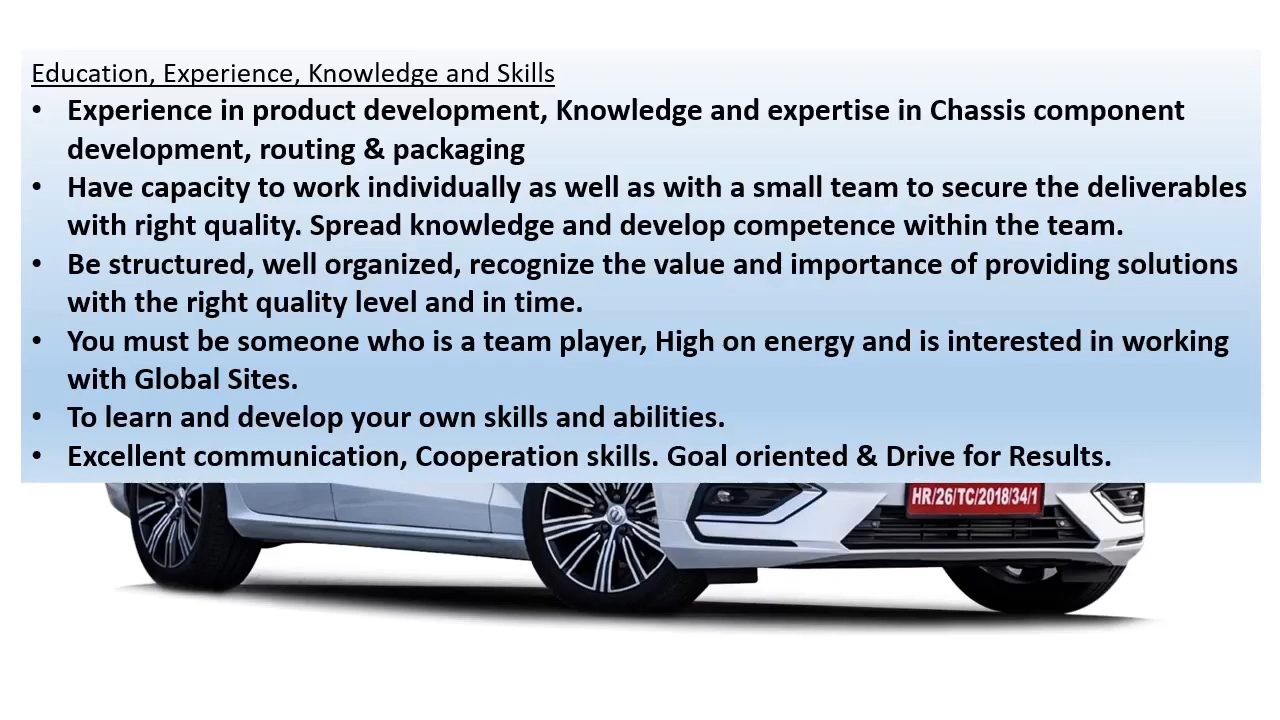 Education, Experience, Knowledge and Skills
• Experience in product development, Knowledge and expertise in Chassis component
development, routing & packaging
• Have capacity to work individually as well as with a small team to secure the deliverables
with right quality. Spread knowledge and develop competence within the team.
• Be structured, well organized, recognize the value and importance of providing solutions
with the right quality level and in time.
• You must be someone who is a team player, High on energy and is interested in working
with Global Sites.
• To learn and develop your own skills and abilities.
• Excellent communication, Cooperation skills. Goal oriented & Drive for Results.
HR/26/TC/2018/34/1